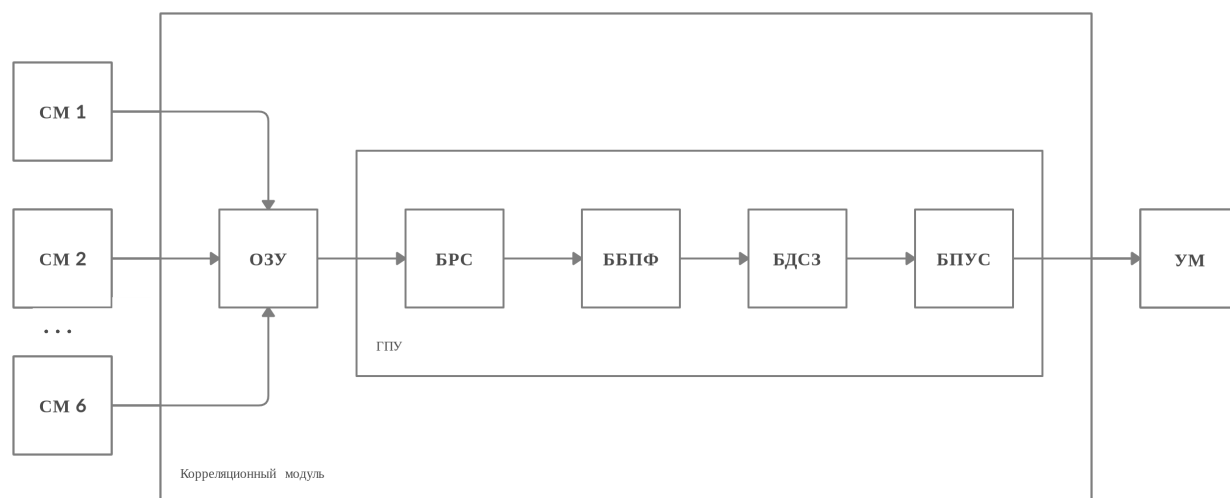 СМ 1
СМ 2
ОЗУ
БРС
ББПФ
БДСЗ
БПУС
УМ
...
ГПУ
СМ 6
Корреляционный модуль